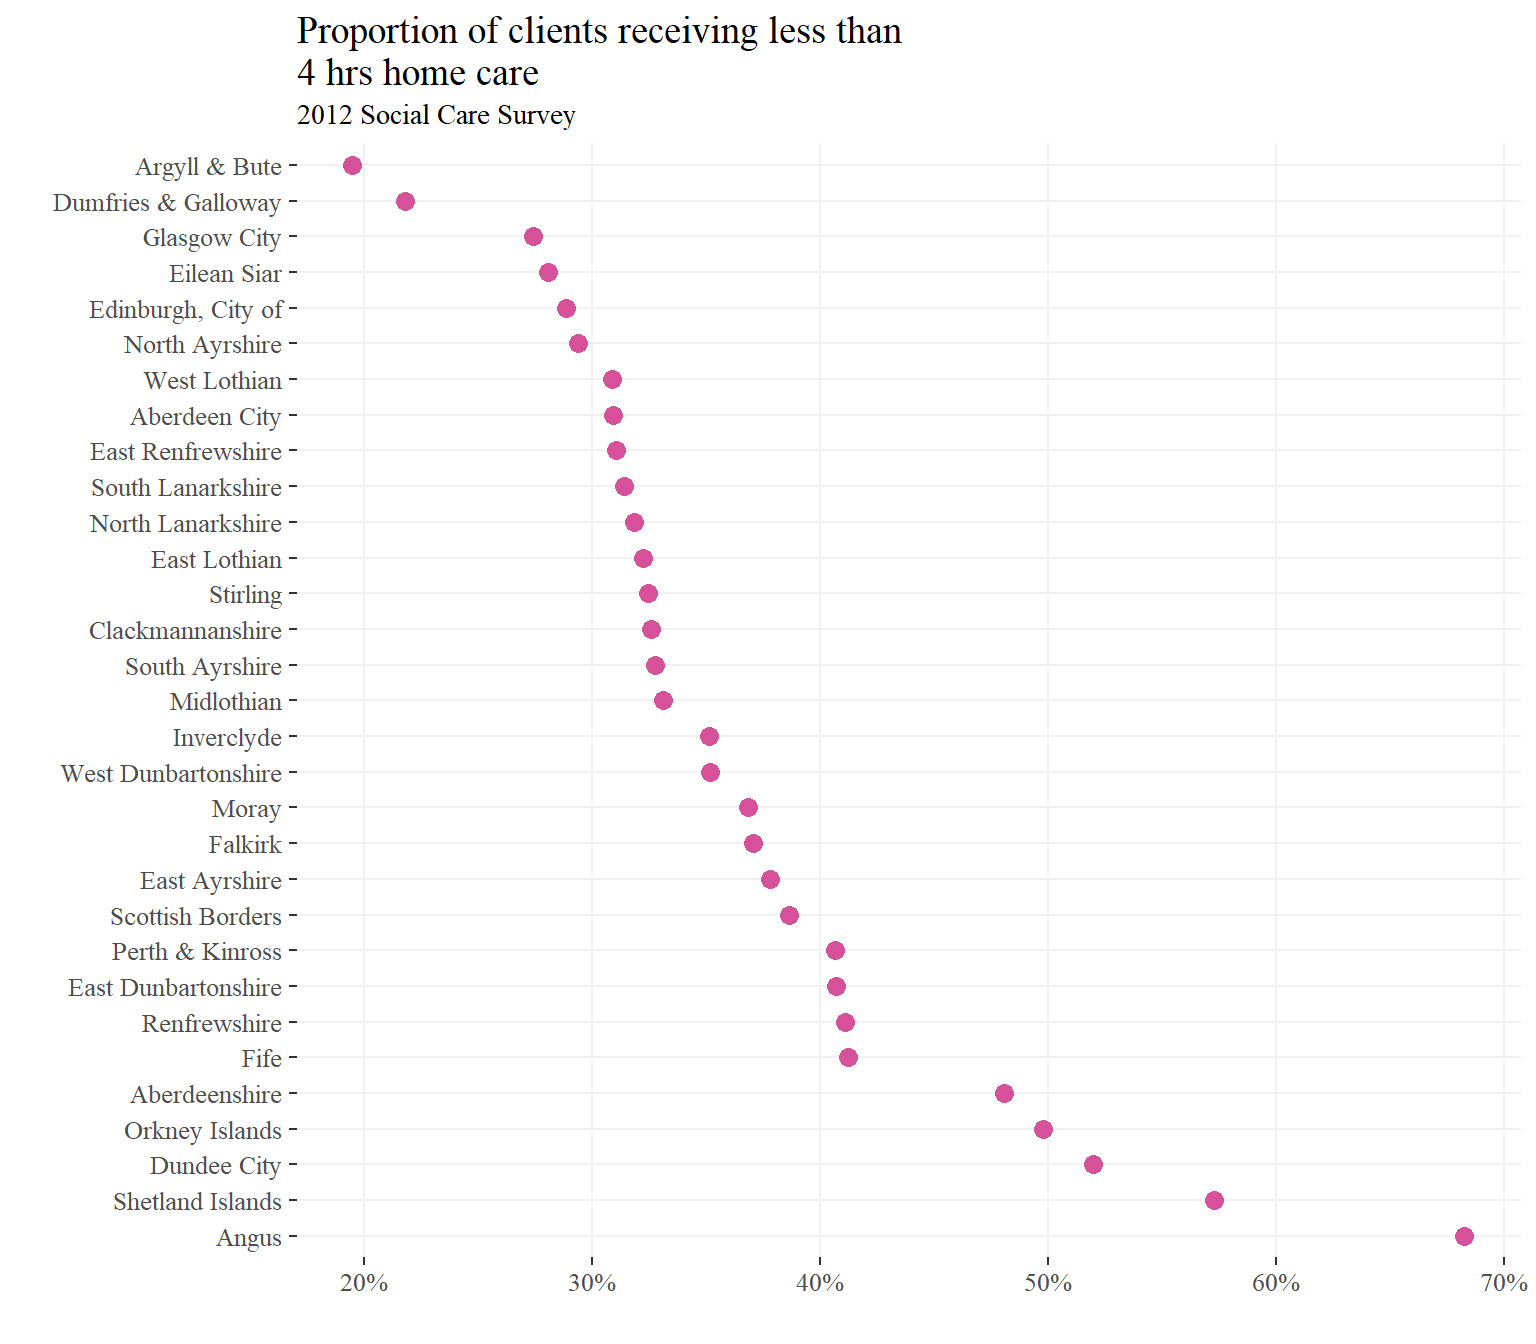 Proportion of clients receiving less than
4 hrs home care
2012 Social Care Survey
Argyll & Bute
Dumfries & Galloway
Glasgow City
Eilean Siar
Edinburgh, City of
North Ayrshire
West Lothian
Aberdeen City
East Renfrewshire
South Lanarkshire
North Lanarkshire
East Lothian
Stirling
Clackmannanshire
South Ayrshire
Midlothian
Inverclyde
West Dunbartonshire
Moray
Falkirk
East Ayrshire
Scottish Borders
Perth & Kinross
East Dunbartonshire
Renfrewshire
Fife
Aberdeenshire
Orkney Islands
Dundee City
Shetland Islands
Angus
20% 30% 40% 50% 60% 70%